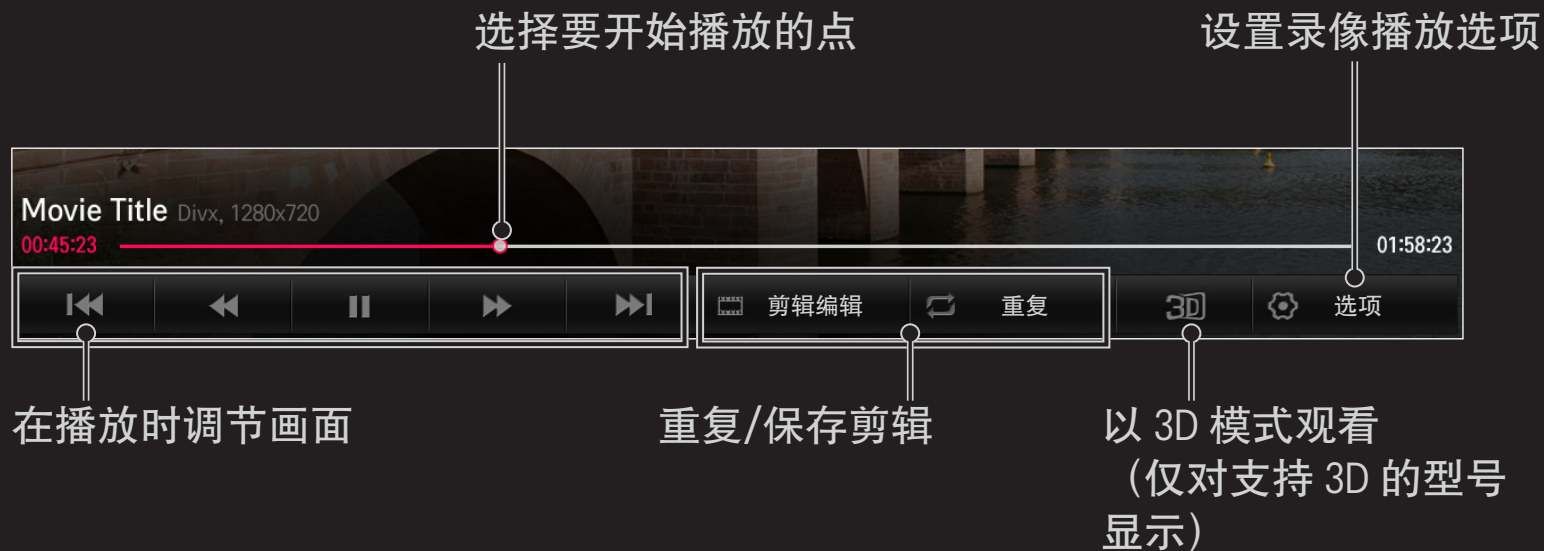 选择要开始播放的点
设置录像播放选项
Movie Title Divx, 1280x720
00:45:23
01:58:23
剪辑编辑
重复
3D
选项
在播放时调节画面
重复/保存剪辑
以 3D 模式观看
（仅对支持 3D 的型号
显示）